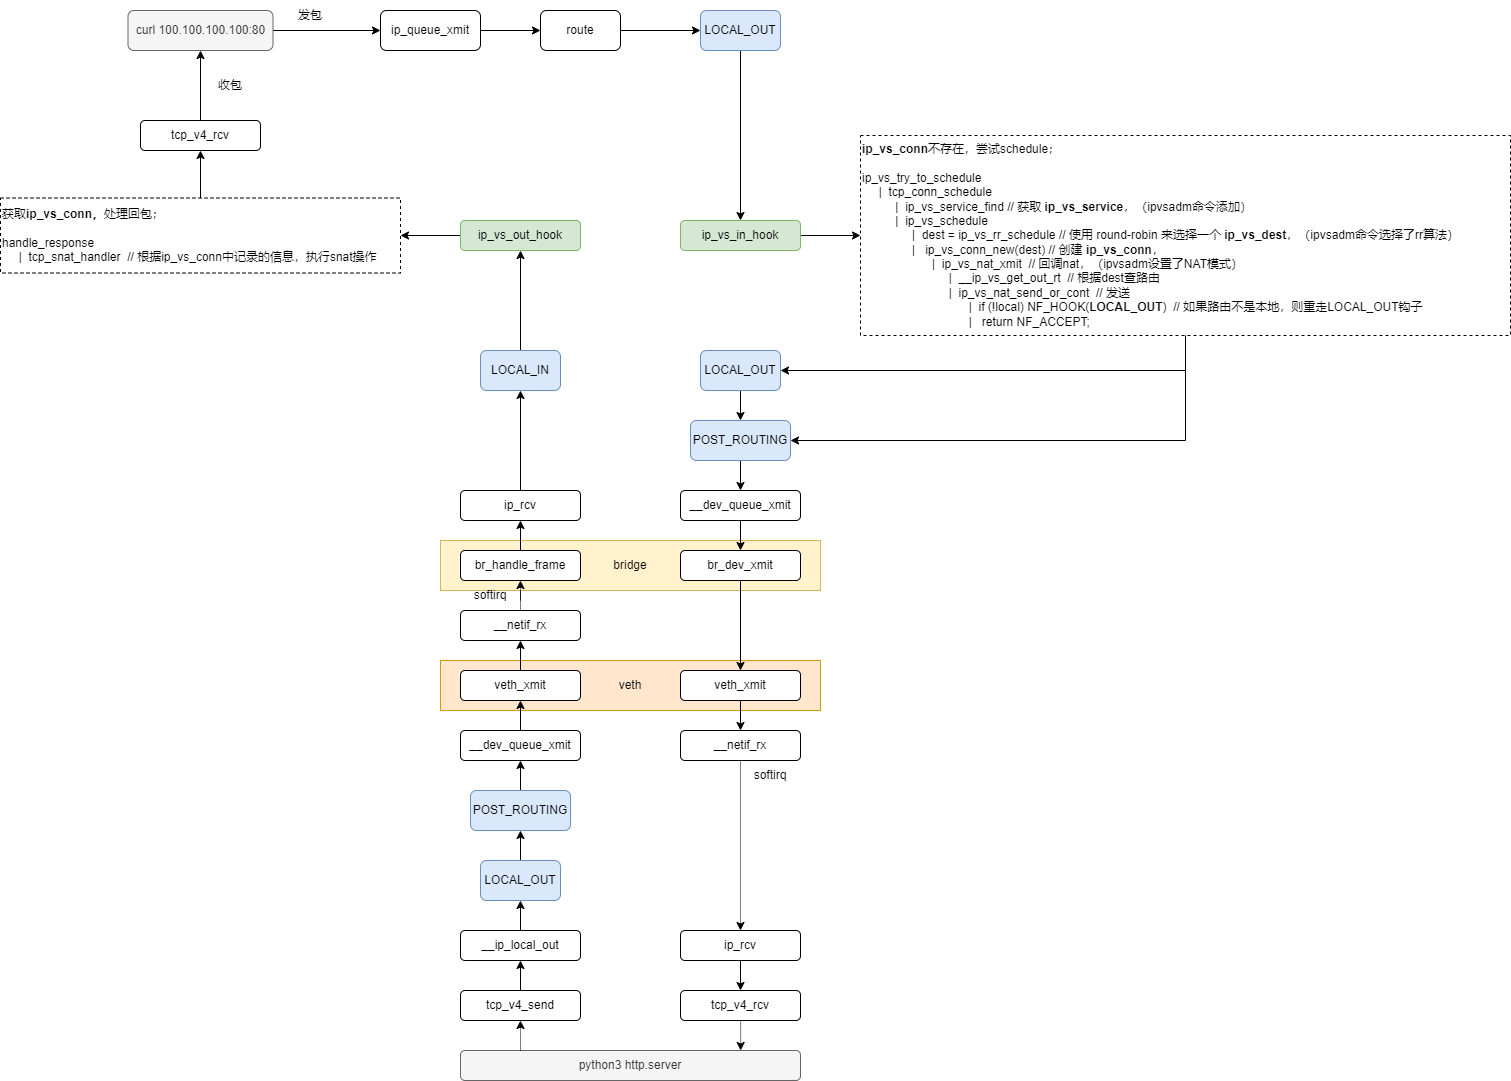 curl 100.100.100.100:80
发包
ip_queue_xmit
route
LOCAL_OUT
收包
tcp_v4_rcv
获取ip_vs_conn，处理回包；
handle_response
| tcp_snat_handler // 根据ip_vs_conn中记录的信息，执行snat操作
ip_vs_out_hook
ip_vs_in_hook
ip_vs_conn不存在，尝试schedule；
ip_vs_try_to_schedule
| tcp_conn_schedule
| ip_vs_service_find // 获取 ip_vs_service，（ipvsadm命令添加）
| ip_vs_schedule
| dest = ip_vs_rr_schedule // 使用 round-robin 来选择一个 ip_vs_dest，（ipvsadm命令选择了rr算法）
| ip_vs_conn_new(dest) // 创建 ip_vs_conn，
| ip_vs_nat_xmit // 回调nat，（ipvsadm设置了NAT模式）
| __ip_vs_get_out_rt // 根据dest查路由
| ip_vs_nat_send_or_cont // 发送
| if (!local) NF_HOOK(LOCAL_OUT) // 如果路由不是本地，则重走LOCAL_OUT钩子
| return NF_ACCEPT;
LOCAL_IN
LOCAL_OUT
POST_ROUTING
ip_rcv
__dev_queue_xmit
br_handle_frame
bridge
br_dev_xmit
softirq
__netif_rx
veth_xmit
veth
veth_xmit
__dev_queue_xmit
__netif_rx
softirq
POST_ROUTING
LOCAL_OUT
__ip_local_out
ip_rcv
tcp_v4_send
tcp_v4_rcv
python3 http.server